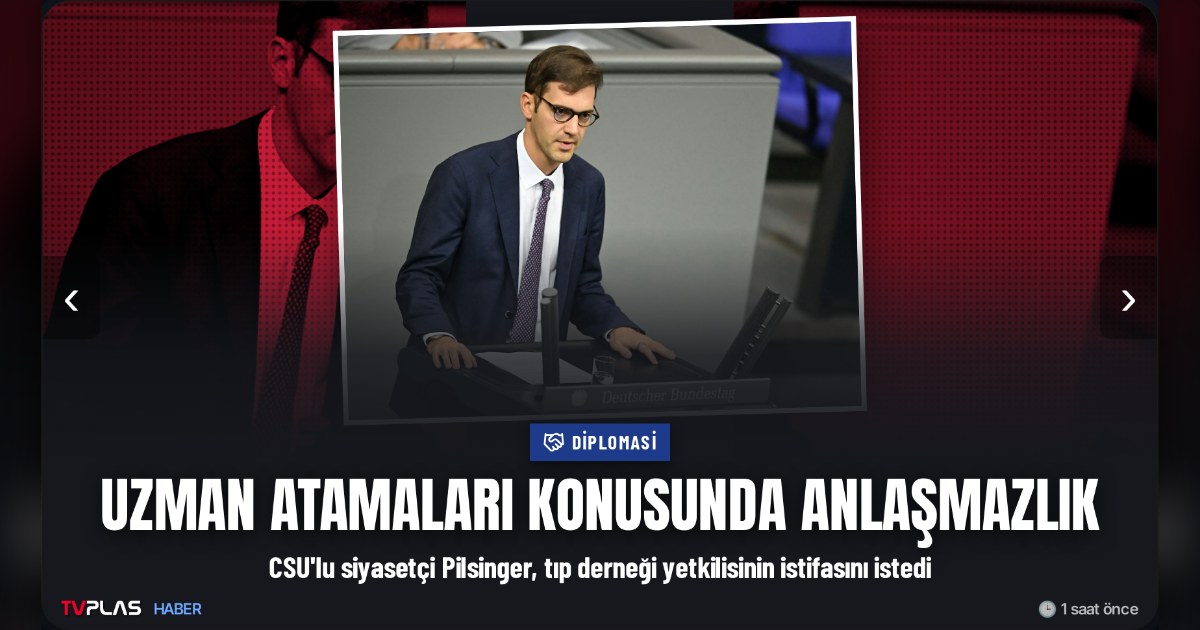 Deutscher Bundestag
DİPLOMASİ
UZMAN ATAMALARI KONUSUNDA ANLAŞMAZLIK
CSU'lu siyasetçi Pilsinger, tıp derneği yetkilisinin istifasını istedi
TVPLAS HABER
1 saat önce